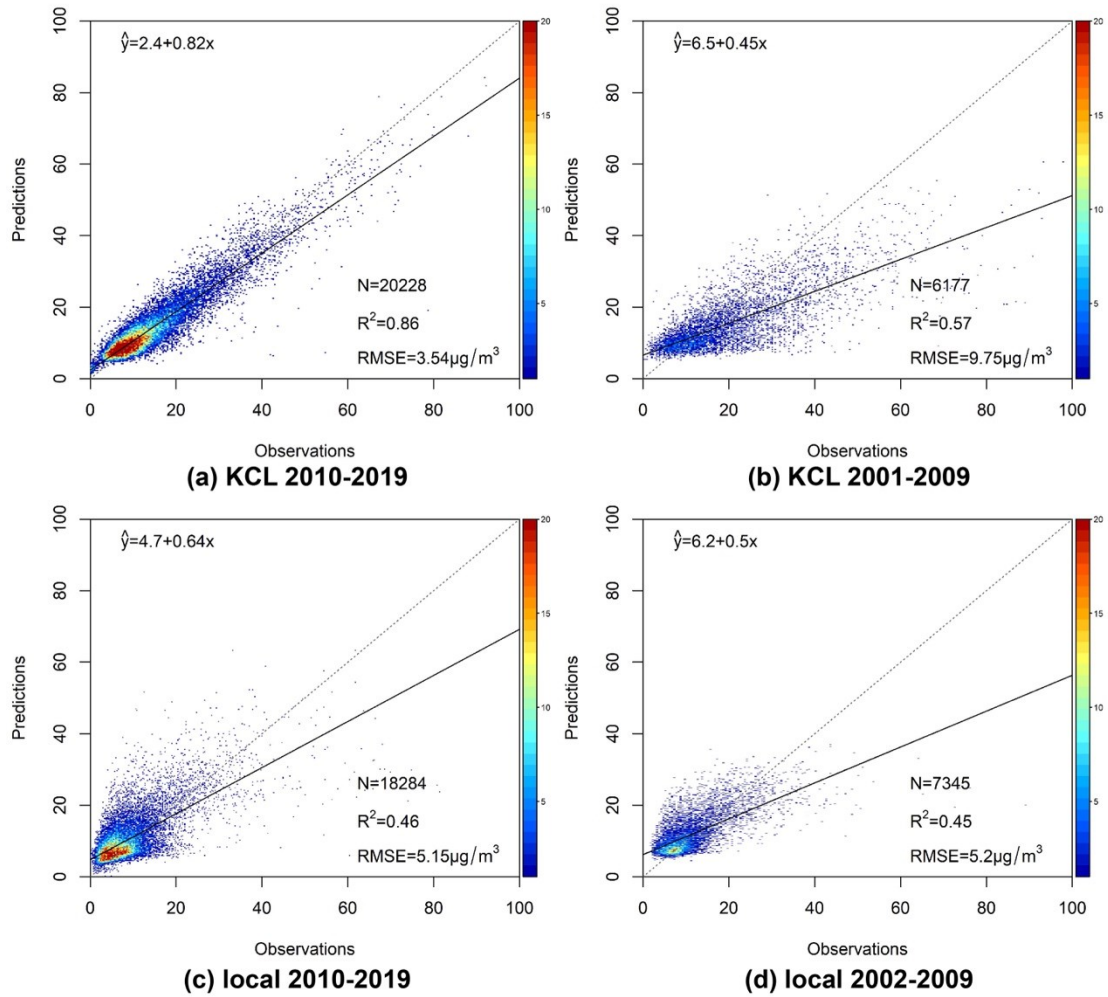 ŷ=2.4+0.82x
100
80
60
40
20
0
Predictions
N=20228
R²=0.86
RMSE=3.54μg/m³
0 20 40 60 80 100
Observations
20
15
10
5
(a) KCL 2010-2019
ŷ=6.5+0.45x
100
80
60
40
20
0
Predictions
N=6177
R²=0.57
RMSE=9.75μg/m³
0 20 40 60 80 100
Observations
20
15
10
5
(b) KCL 2001-2009
ŷ=4.7+0.64x
100
80
60
40
20
0
Predictions
N=18284
R²=0.46
RMSE=5.15μg/m³
0 20 40 60 80 100
Observations
20
15
10
5
(c) local 2010-2019
ŷ=6.2+0.5x
100
80
60
40
20
0
Predictions
N=7345
R²=0.45
RMSE=5.2μg/m³
0 20 40 60 80 100
Observations
20
15
10
5
(d) local 2002-2009